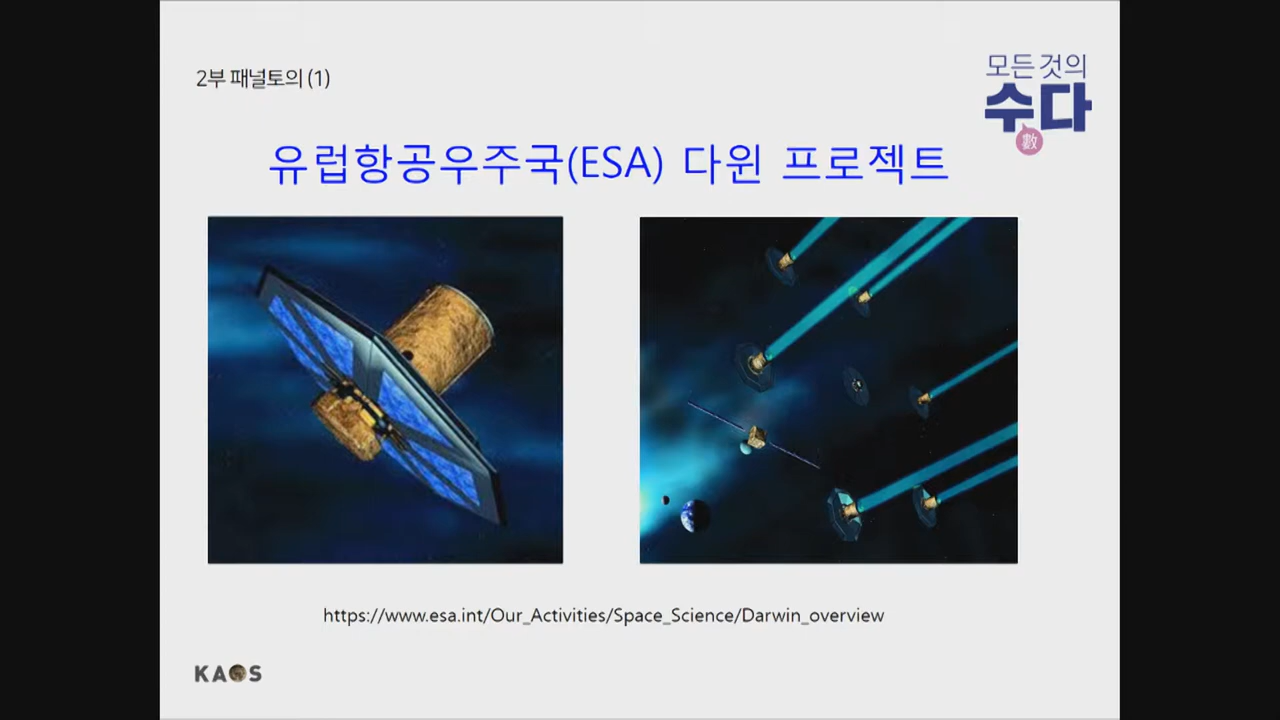 2부 패널토의 (1)
모든 것의
수다
數
유럽항공우주국(ESA) 다윈 프로젝트
https://www.esa.int/Our_Activities/Space_Science/Darwin_overview
KAOS